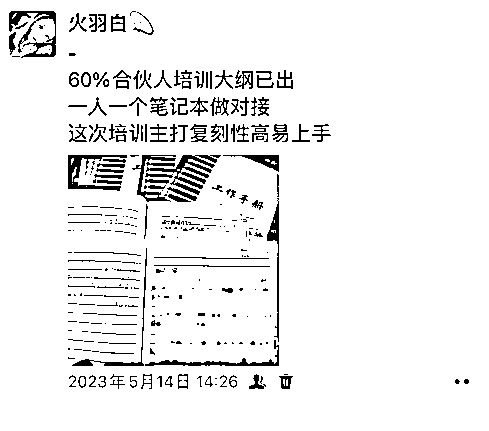 火羽白
-
60%合伙人培训大纲已出
一人一个笔记本做对接
这次培训主打复刻性高易上手
工作手册
2023年5月14日 14:26